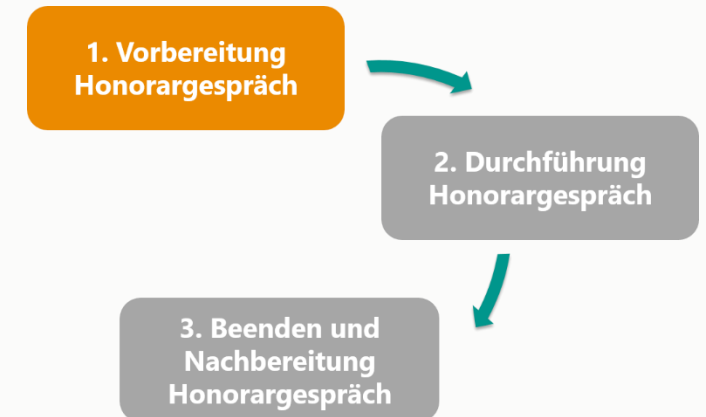 1. Vorbereitung
Honorargespräch
2. Durchführung
Honorargespräch
3. Beenden und
Nachbereitung
Honorargespräch